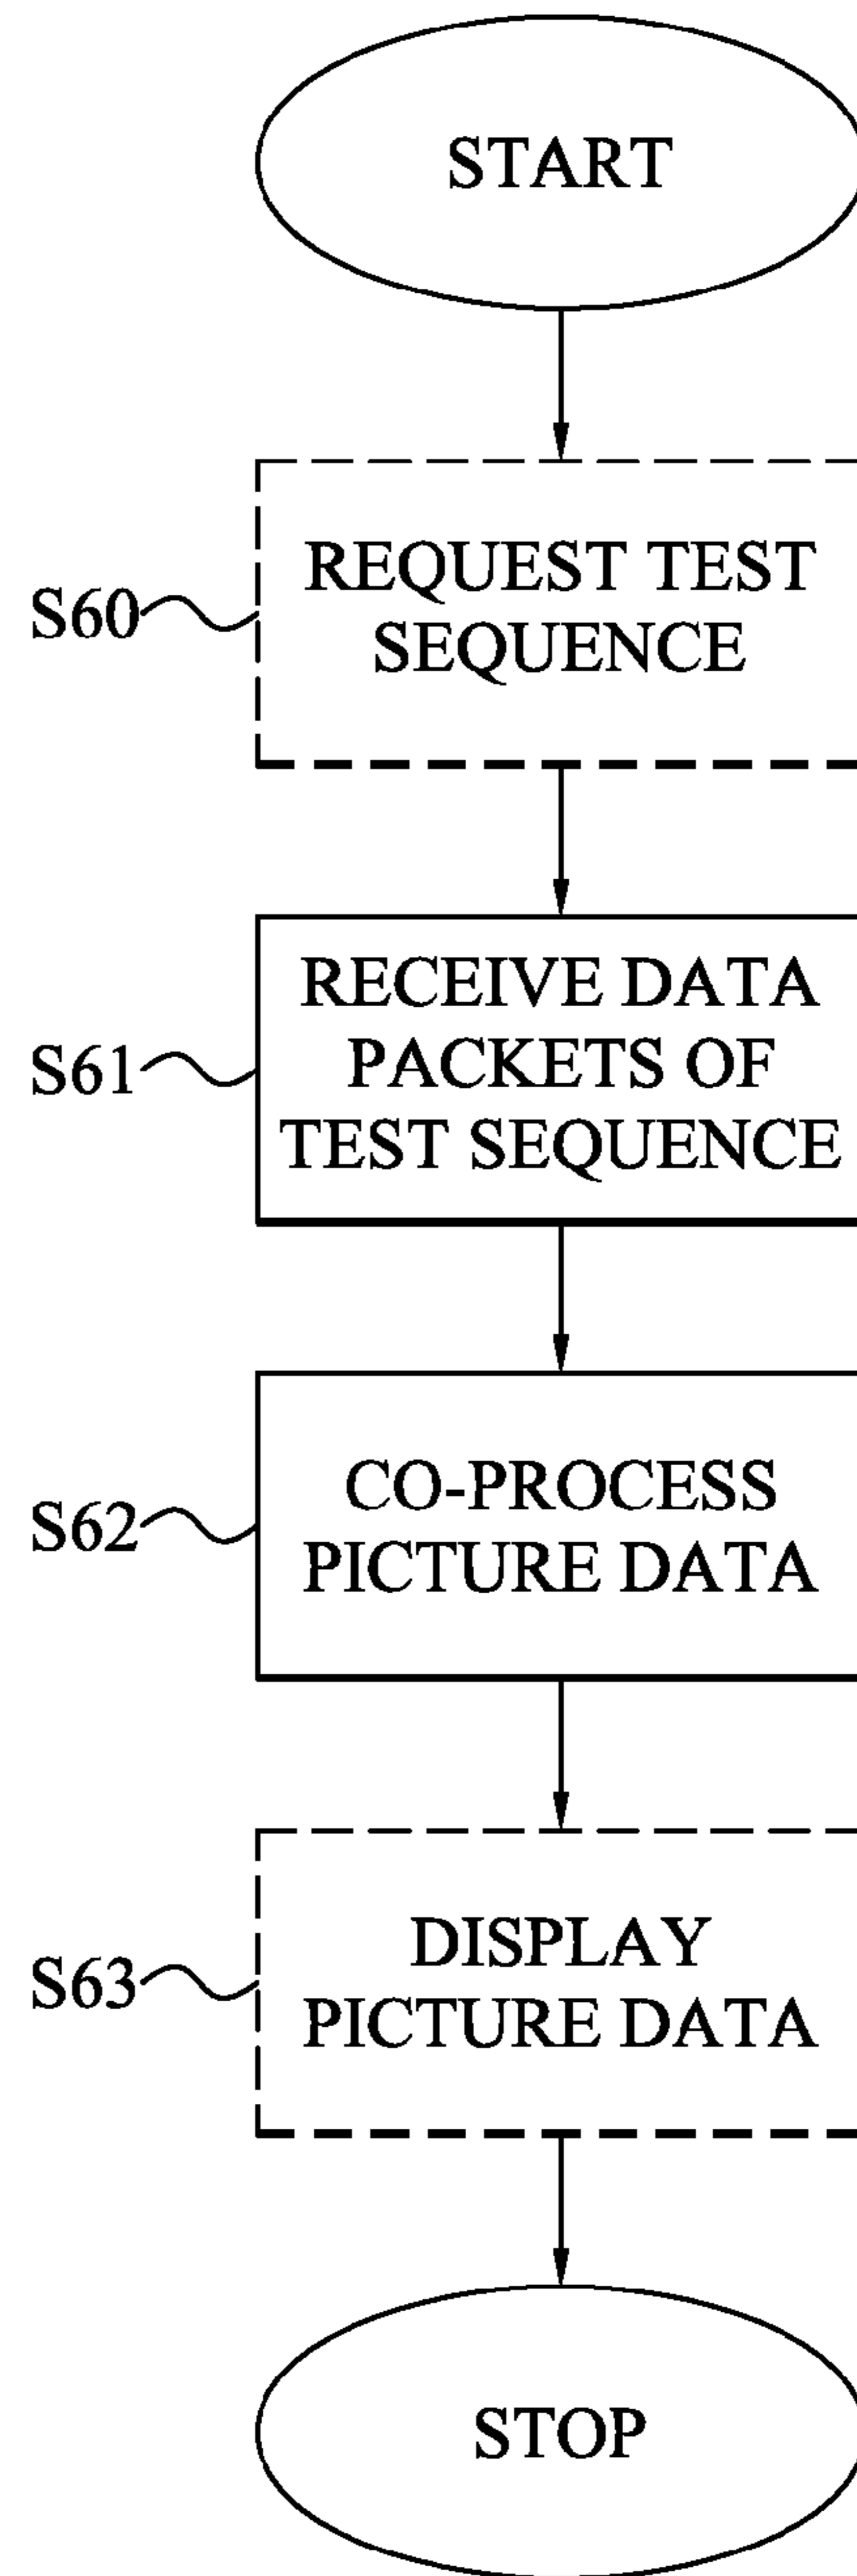 START
REQUEST TEST
SEQUENCE
S60
RECEIVE DATA
PACKETS OF
TEST SEQUENCE
S61
CO-PROCESS
PICTURE DATA
S62
DISPLAY
PICTURE DATA
S63
STOP